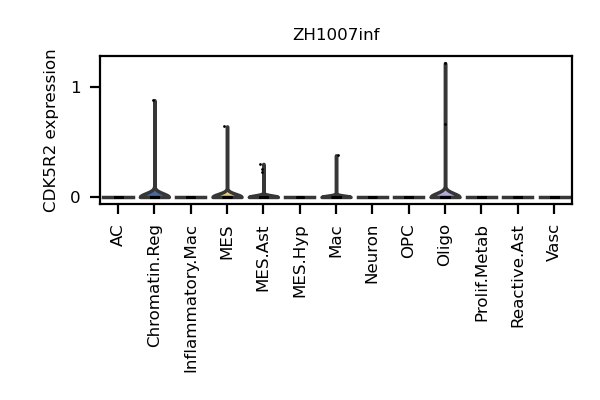 ZH1007inf
CDK5R2 expression
1
0
AC
Chromatin.Reg
Inflammatory.Mac
MES
MES.Ast
MES.Hyp
Mac
Neuron
OPC
Oligo
Prolif.Metab
Reactive.Ast
Vasc